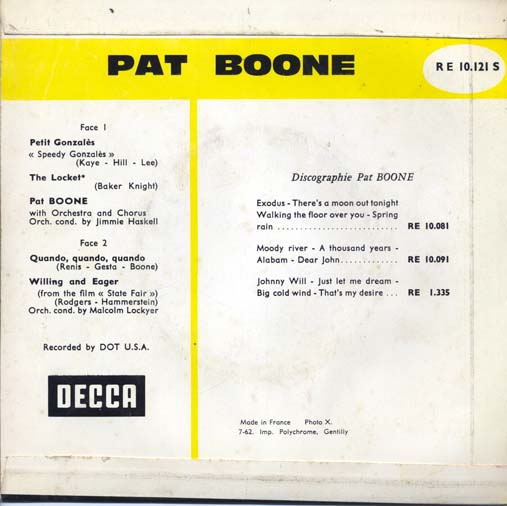 PAT BOONE
RE 10.121 S
Face 1
Petit Gonzalès
« Speedy Gonzalès »
(Kaye - Hill - Lee)
The Locket*
(Baker Knight)
Pat BOONE
with Orchestra and Chorus
Orch. cond. by Jimmie Haskell
Face 2
Quando, quando, quando
(Renis - Gesta - Boone)
Willing and Eager
(from the film « State Fair »)
(Rodgers - Hammerstein)
Orch. cond. by Malcolm Lockyer
Recorded by DOT U.S.A.
DECCA
Discographie Pat BOONE
Exodus - There's a moon out tonight
Walking the floor over you - Spring
rain ........................ RE 10.081
Moody river - A thousand years -
Alabam - Dear John............. RE 10.091
Johnny Will - Just let me dream -
Big cold wind - That's my desire ... RE 1.335
Made in France Photo X.
7-62. Imp. Polychrome, Gentilly